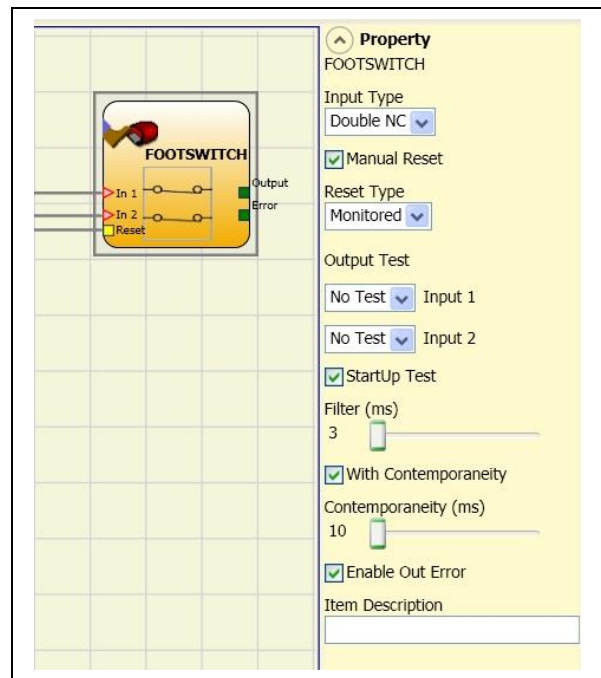 FOOTSWITCH
In 1
In 2
Reset
Output
Error
Property
FOOTSWITCH
Input Type
Double NC
Manual Reset
Reset Type
Monitored
Output Test
No Test Input 1
No Test Input 2
StartUp Test
Filter (ms)
3
With Contemporaneity
Contemporaneity (ms)
10
Enable Out Error
Item Description